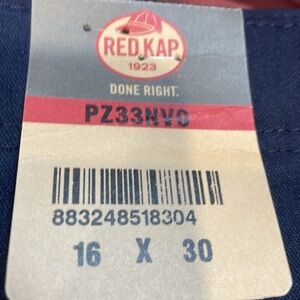 RED KAP
1923
DONE RIGHT.
PZ33NV0
883248518304
16 X 30